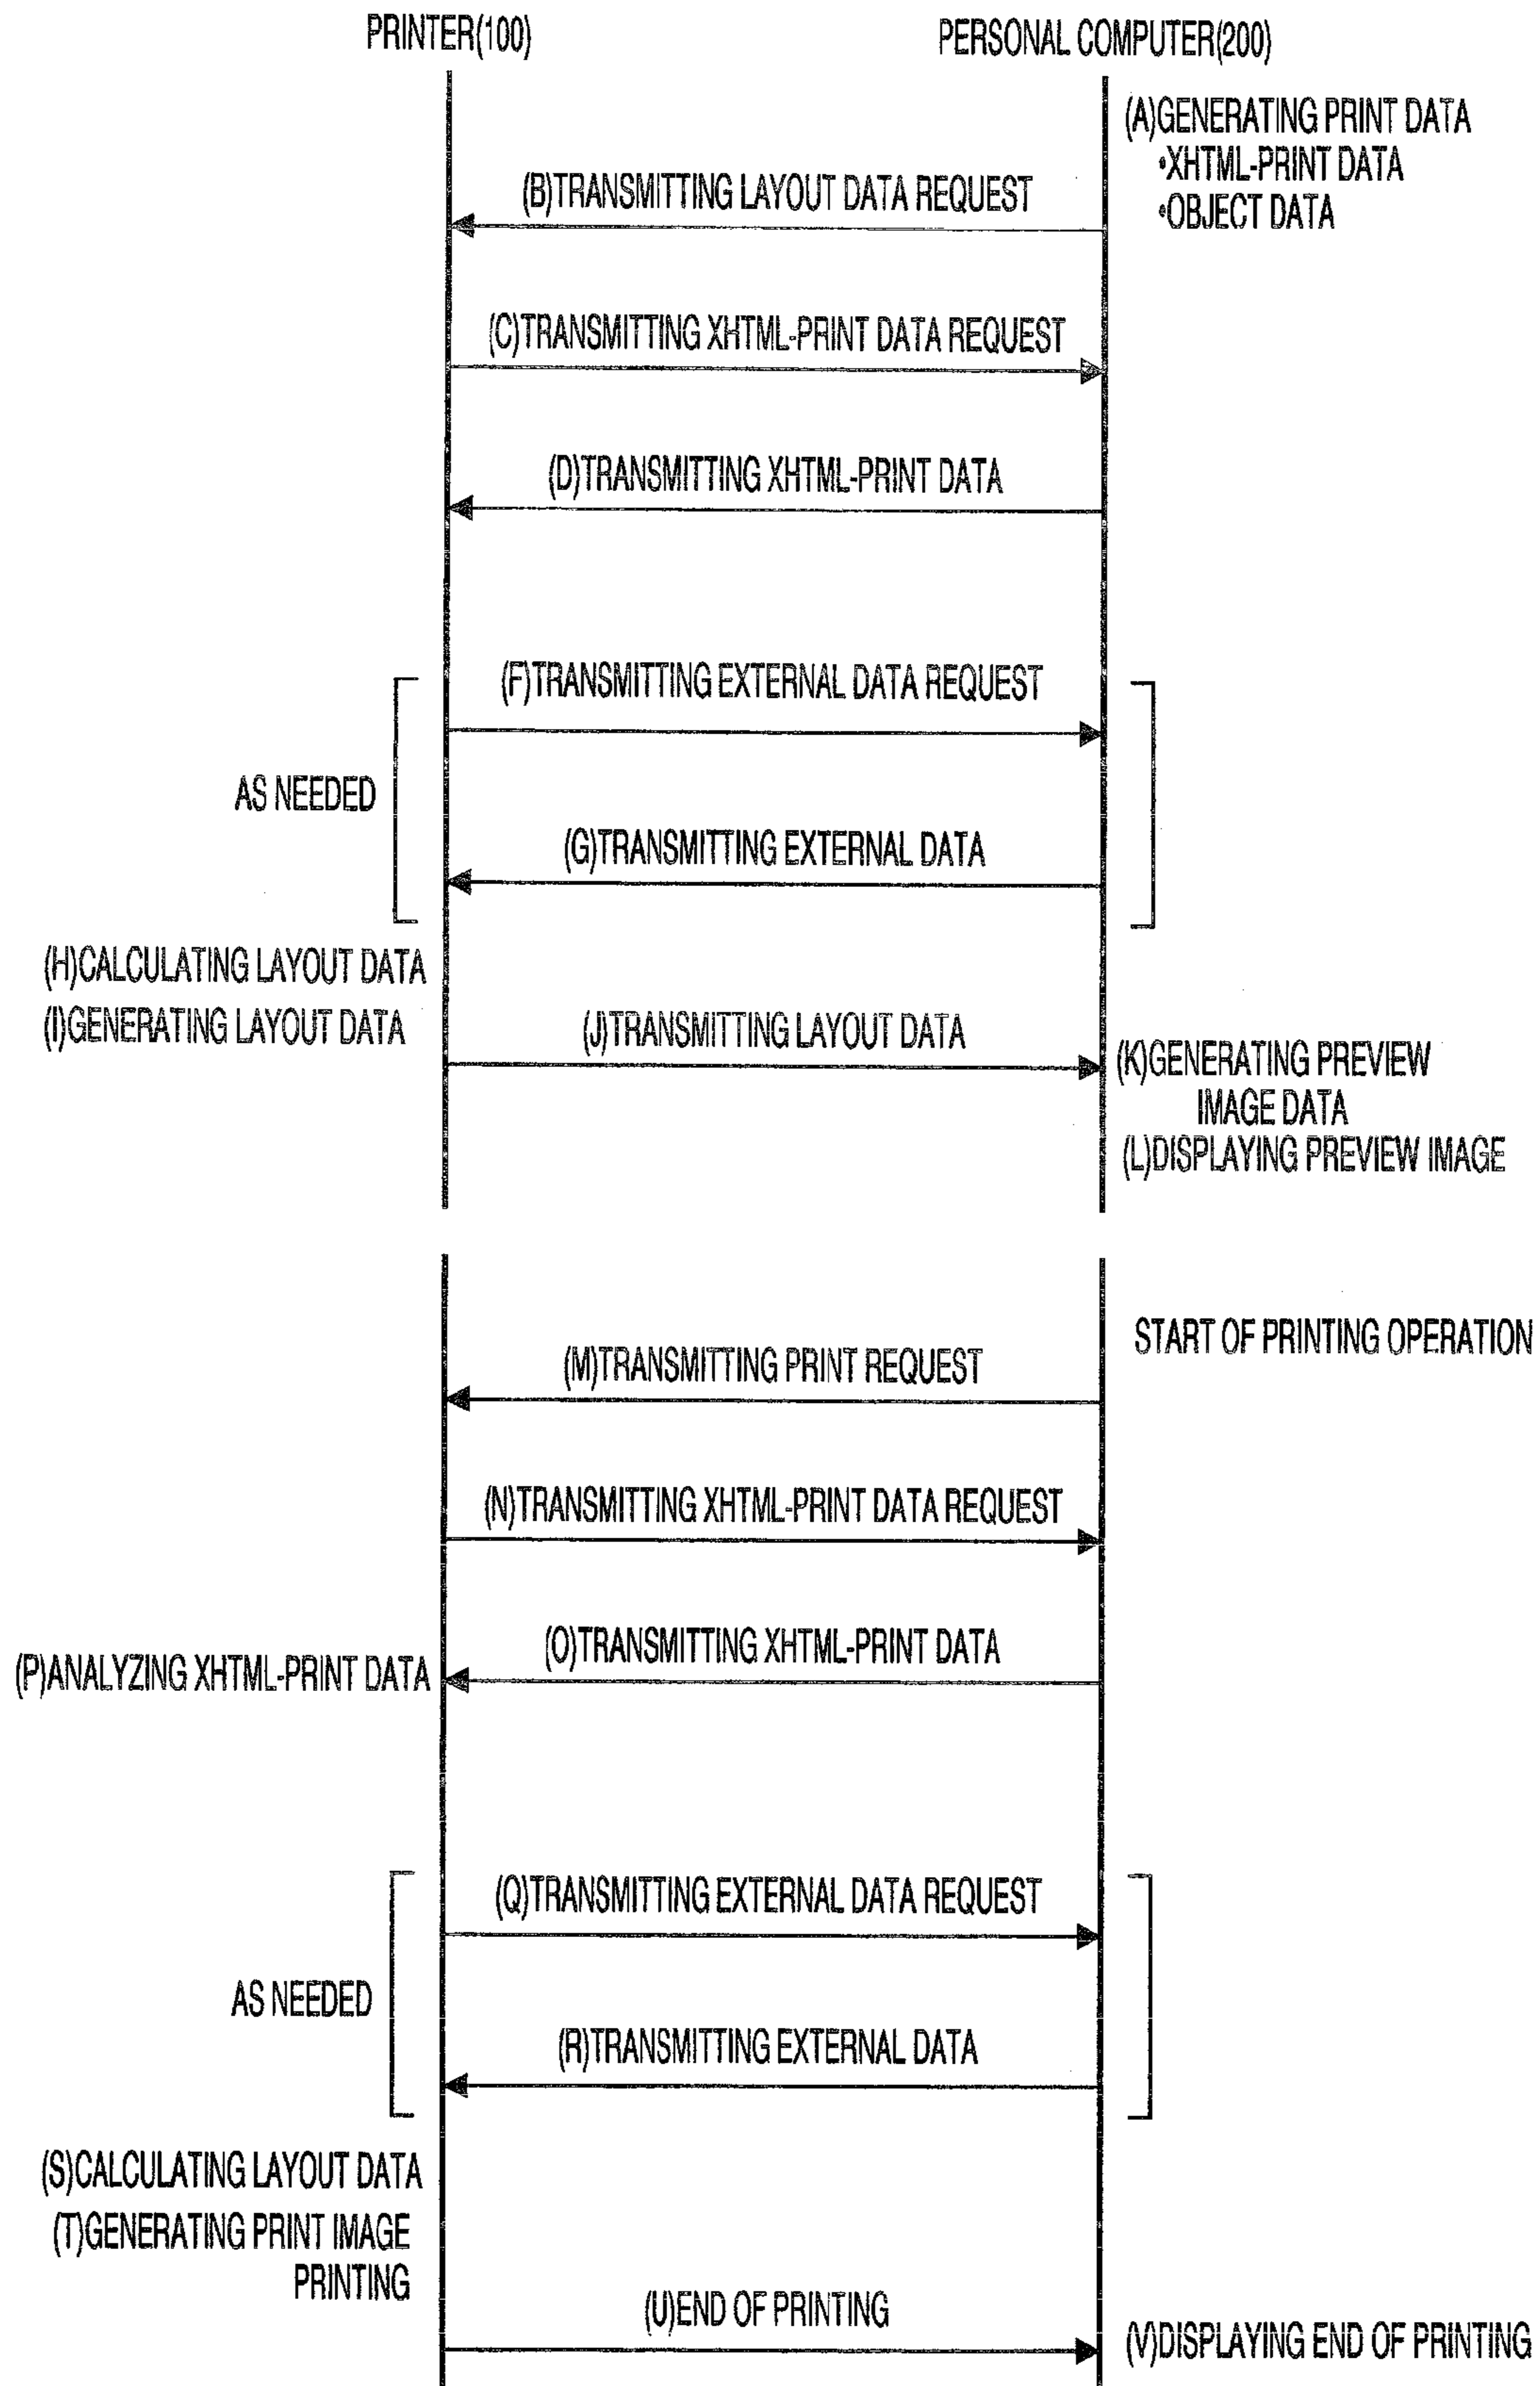 PRINTER(100)
PERSONAL COMPUTER(200)
(A)GENERATING PRINT DATA
•XHTML-PRINT DATA
•OBJECT DATA
(B)TRANSMITTING LAYOUT DATA REQUEST
(C)TRANSMITTING XHTML-PRINT DATA REQUEST
(D)TRANSMITTING XHTML-PRINT DATA
(F)TRANSMITTING EXTERNAL DATA REQUEST
AS NEEDED
(G)TRANSMITTING EXTERNAL DATA
(H)CALCULATING LAYOUT DATA
(I)GENERATING LAYOUT DATA
(J)TRANSMITTING LAYOUT DATA
(K)GENERATING PREVIEW
IMAGE DATA
(L)DISPLAYING PREVIEW IMAGE
START OF PRINTING OPERATION
(M)TRANSMITTING PRINT REQUEST
(N)TRANSMITTING XHTML-PRINT DATA REQUEST
(O)TRANSMITTING XHTML-PRINT DATA
(P)ANALYZING XHTML-PRINT DATA
(Q)TRANSMITTING EXTERNAL DATA REQUEST
AS NEEDED
(R)TRANSMITTING EXTERNAL DATA
(S)CALCULATING LAYOUT DATA
(T)GENERATING PRINT IMAGE
PRINTING
(U)END OF PRINTING
(V)DISPLAYING END OF PRINTING